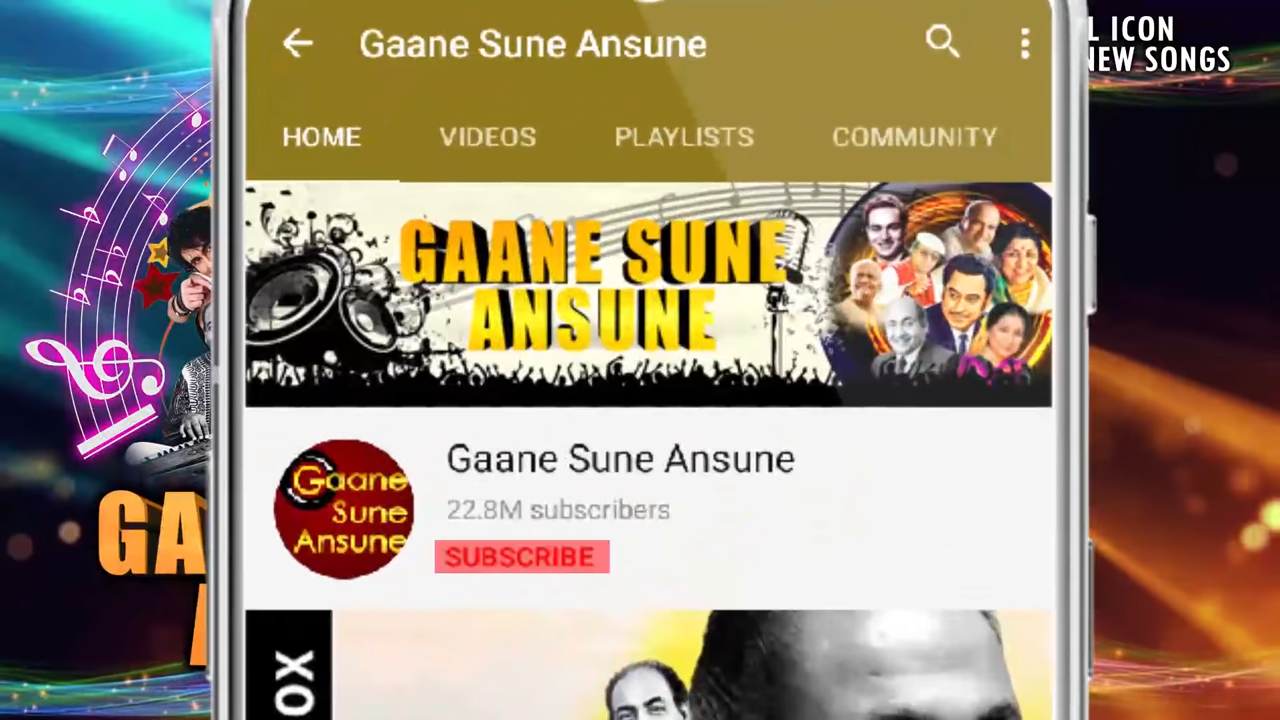 Gaane Sune Ansune
L ICON
NEW SONGS
HOME VIDEOS PLAYLISTS COMMUNITY
GAANE SUNE
ANSUNE
Gaane Sune Ansune
22.8M subscribers
SUBSCRIBE
Gaane
Sune
Ansune
GA
OX